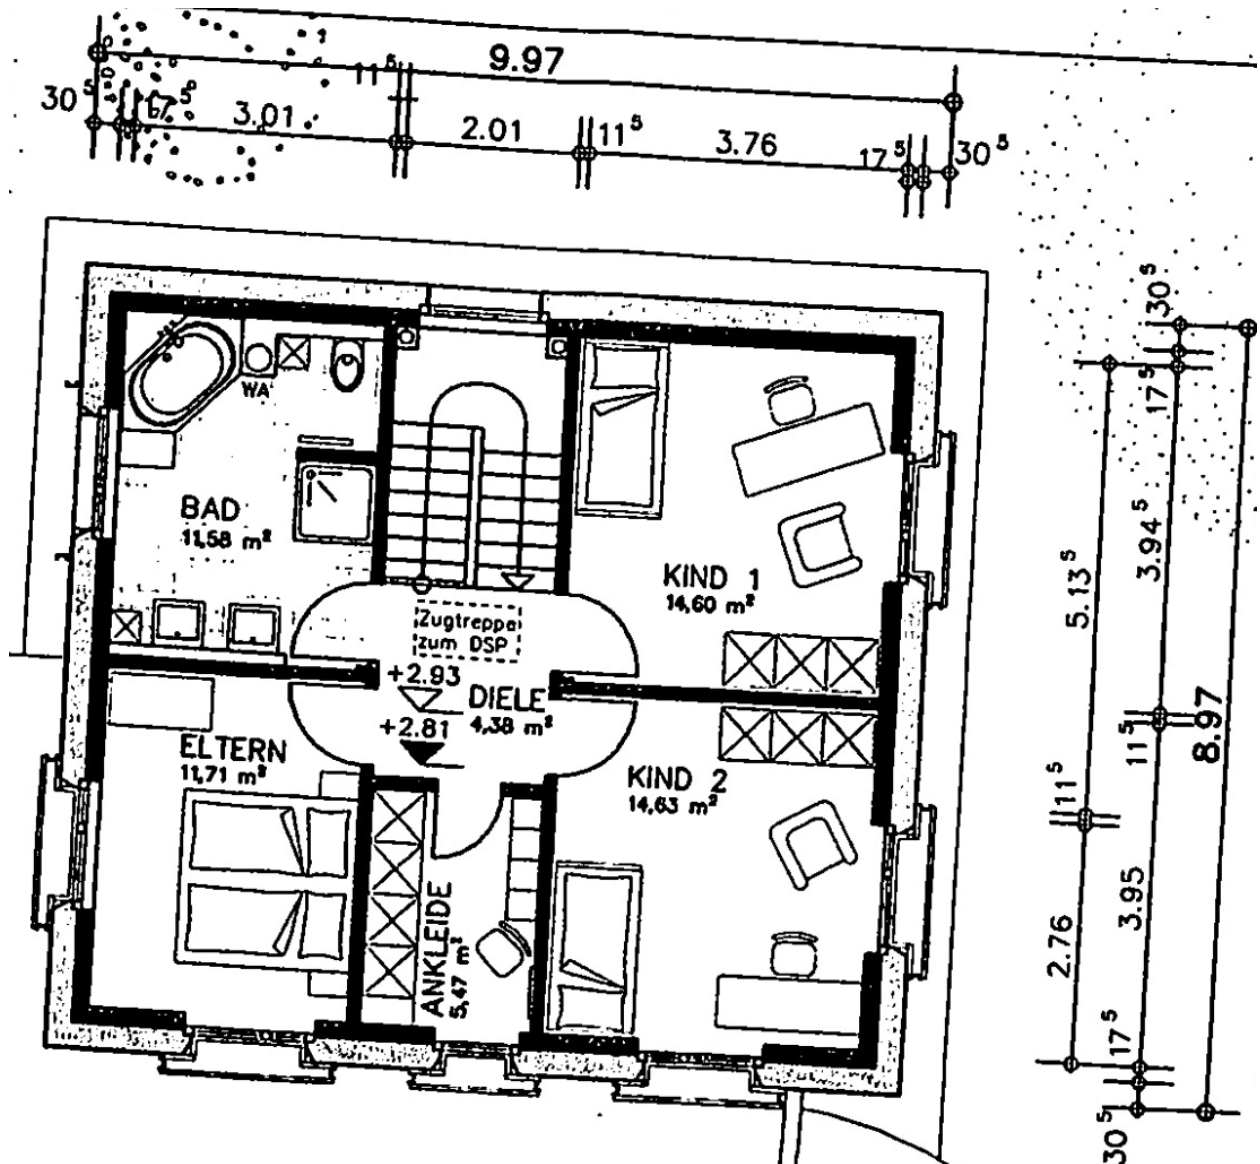 9.97
30⁵
17⁵
3.01
11⁵
2.01
11⁵
3.76
17⁵
30⁵
WA
BAD
11,58 m²
KIND 1
14,60 m²
Zugtreppe
zum DSP
+2.93
DIELE
4,38 m²
+2.81
ELTERN
11,71 m²
KIND 2
14,63 m²
ANKLEIDE
5,47 m²
30⁵
17⁵
3.94⁵
5.13⁵
11⁵
8.97
11⁵
3.95
2.76
17⁵
30⁵